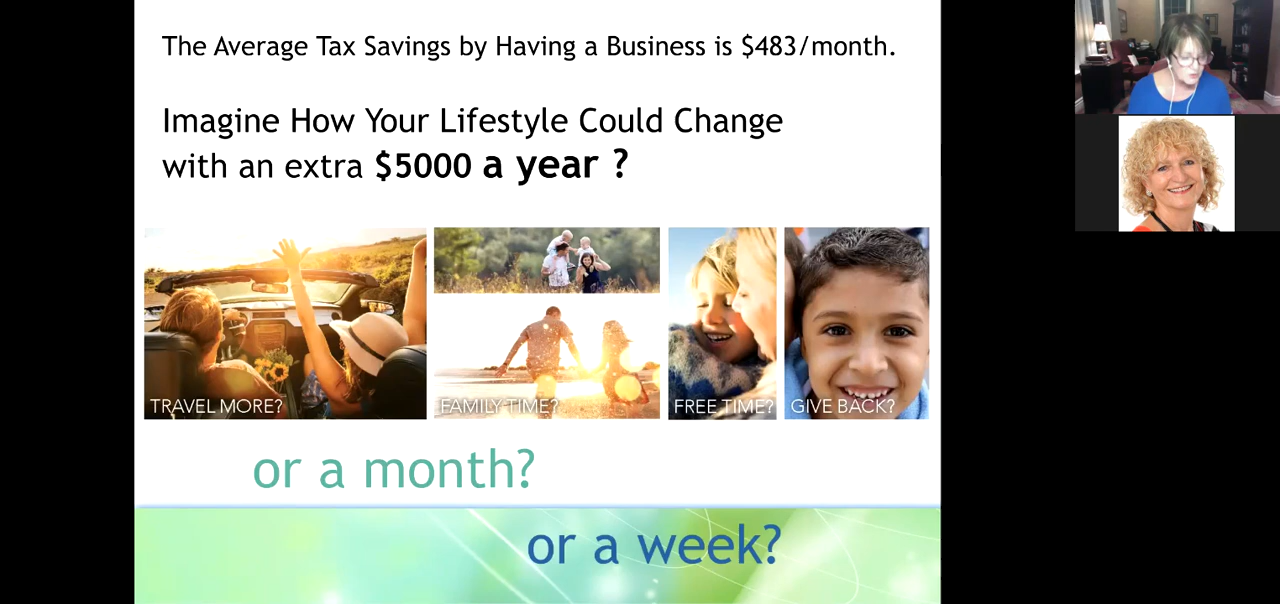 The Average Tax Savings by Having a Business is $483/month.
Imagine How Your Lifestyle Could Change
with an extra $5000 a year ?
TRAVEL MORE?
FAMILY TIME?
FREE TIME?
GIVE BACK?
or a month?
or a week?